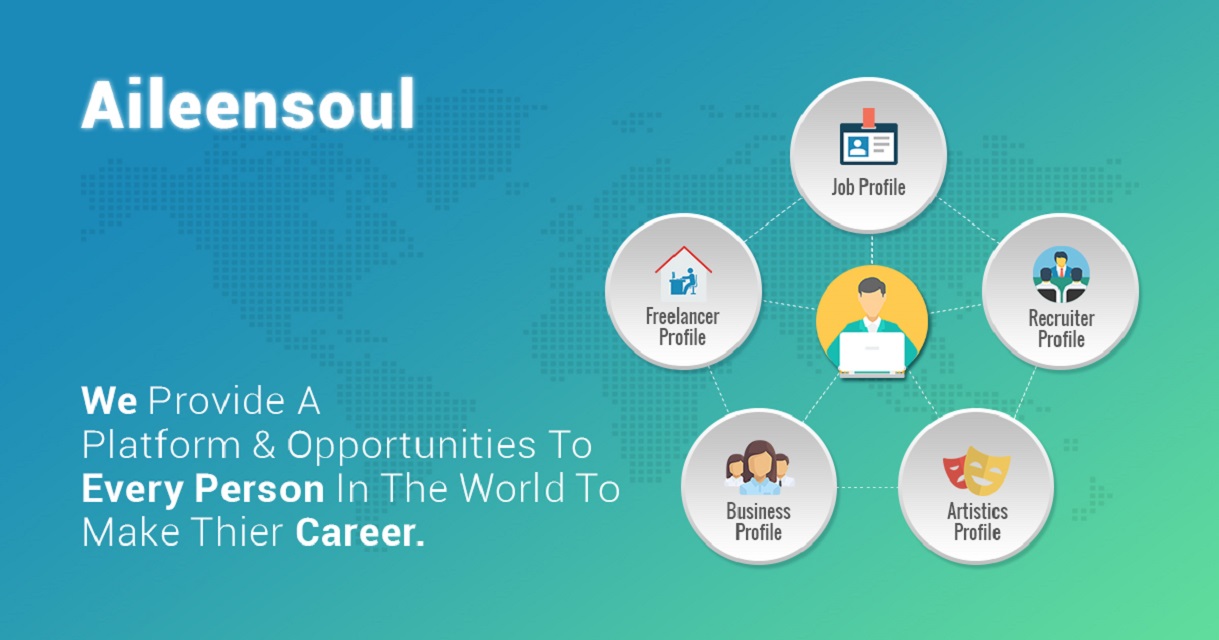 Aileensoul
We Provide A
Platform & Opportunities To
Every Person In The World To
Make Thier Career.
Job Profile
Freelancer
Profile
Recruiter
Profile
Business
Profile
Artistics
Profile